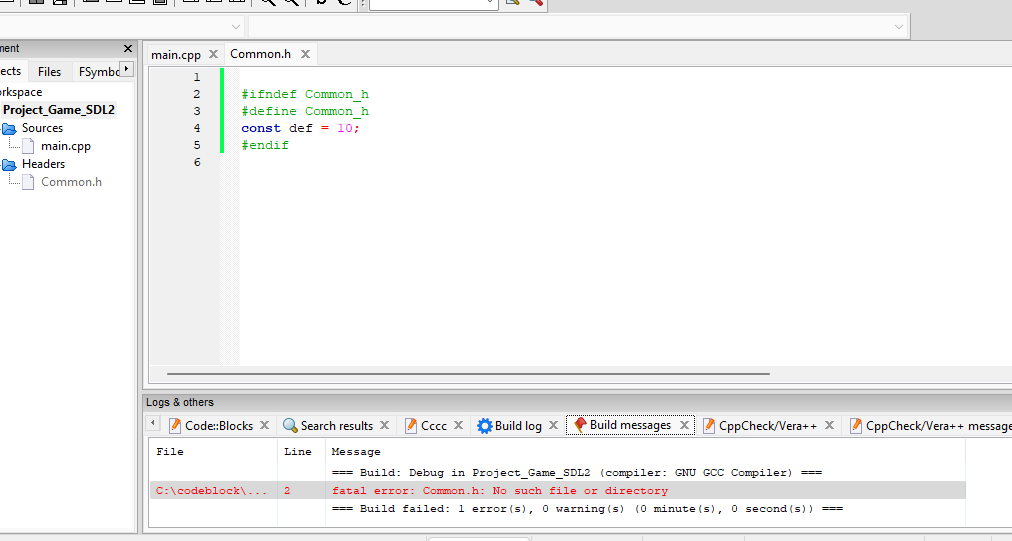 main.cpp
Common.h
ment
ects Files FSymbo
rkspace
Project_Game_SDL2
Sources
main.cpp
Headers
Common.h
1
2 #ifndef Common_h
3 #define Common_h
4 const def = 10;
5 #endif
6
Logs & others
Code::Blocks Search results Cccc Build log Build messages CppCheck/Vera++ CppCheck/Vera++ message
File Line Message
=== Build: Debug in Project_Game_SDL2 (compiler: GNU GCC Compiler) ===
C:\codeblock\... 2 fatal error: Common.h: No such file or directory
=== Build failed: 1 error(s), 0 warning(s) (0 minute(s), 0 second(s)) ===